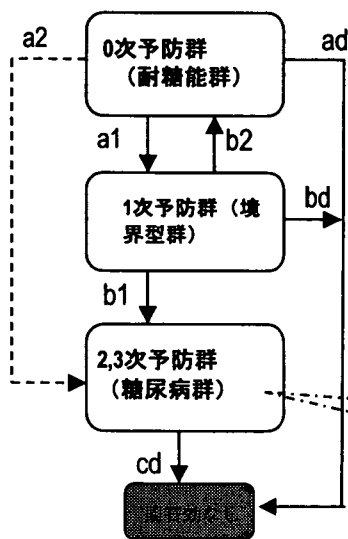 a2
0次予防群
(耐糖能群)
ad
a1
b2
1次予防群(境
界型群)
bd
b1
2,3次予防群
(糖尿病群)
cd